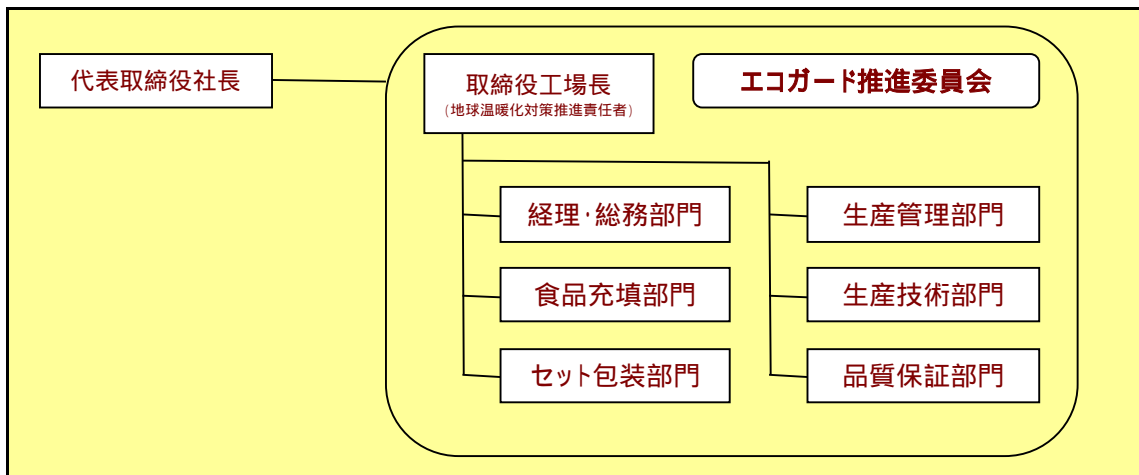 代表取締役社長
取締役工場長
(地球温暖化対策推進責任者)
エコガード推進委員会
経理・総務部門
生産管理部門
食品充填部門
生産技術部門
セット包装部門
品質保証部門